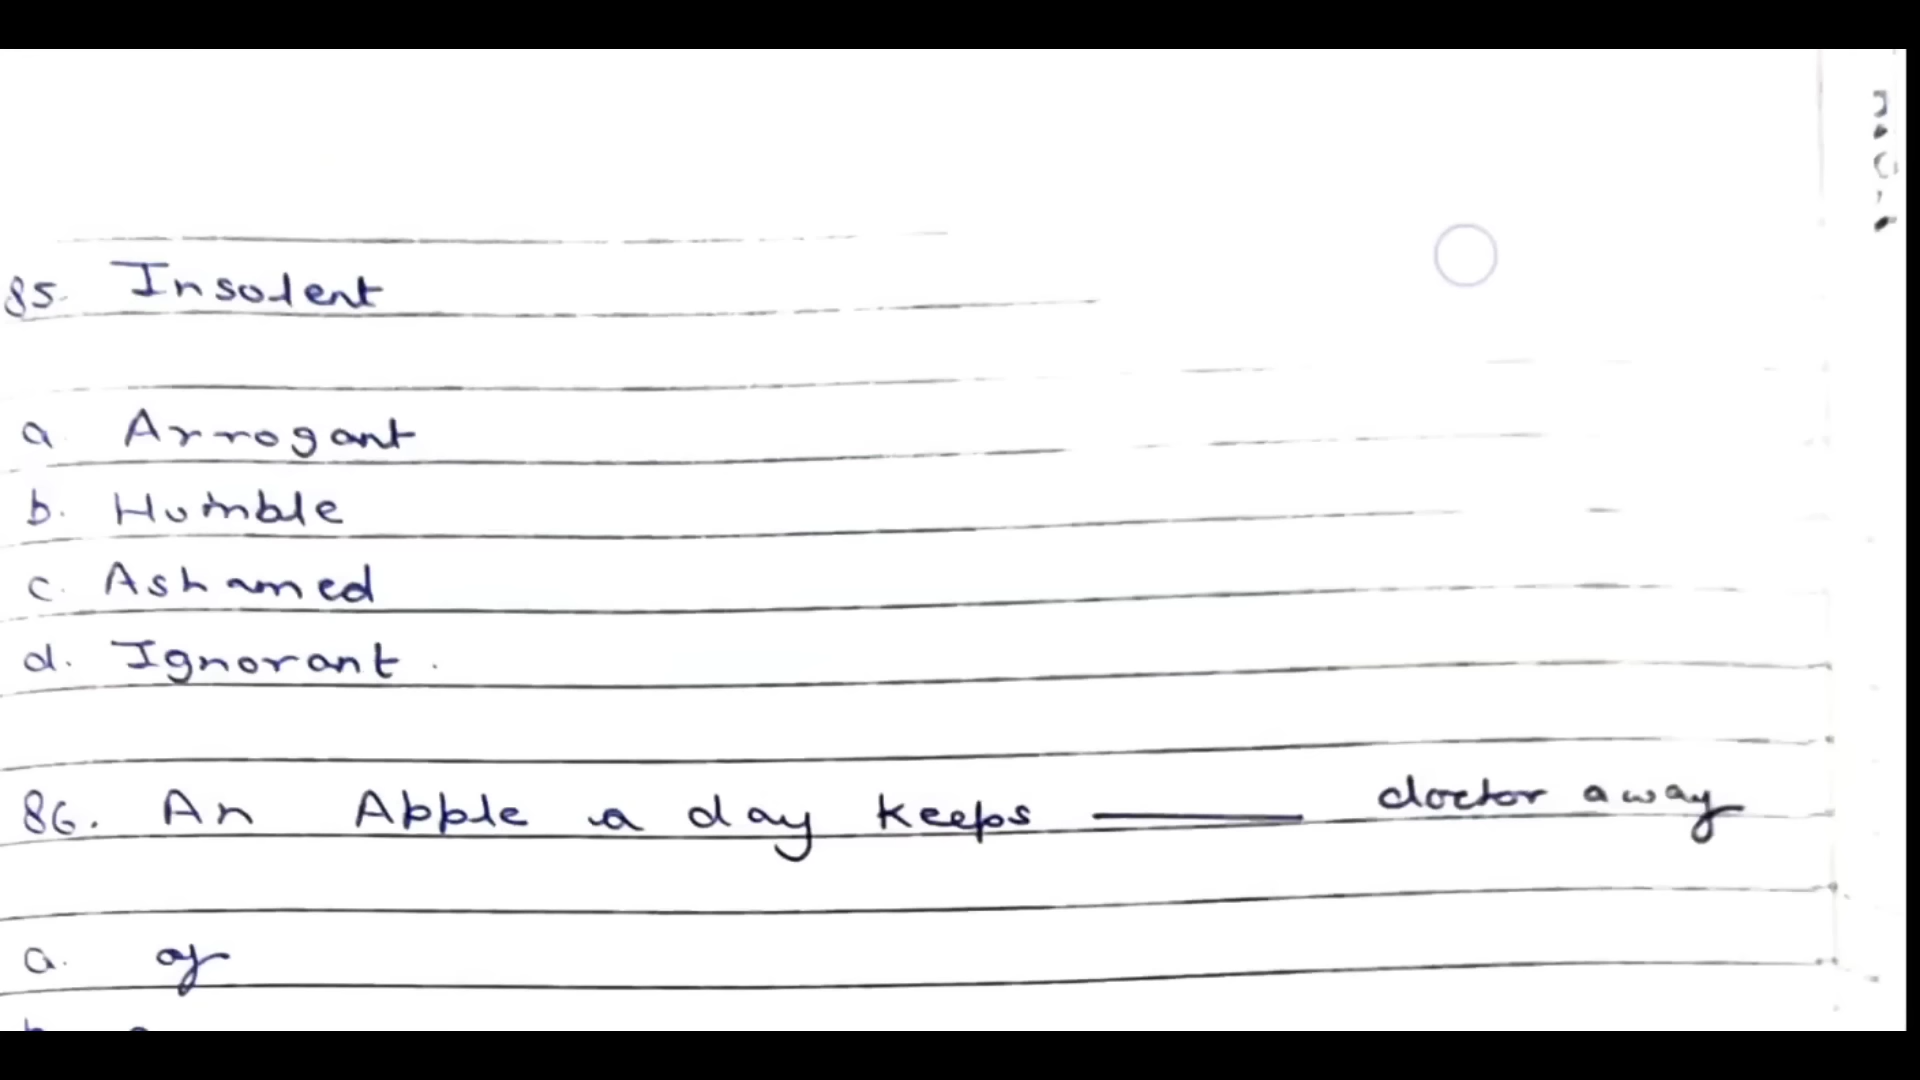 85. Insolent
a. Arrogant
b. Humble
c. Ashamed
d. Ignorant.
86. An Apple a day keeps ______ doctor away
a. of